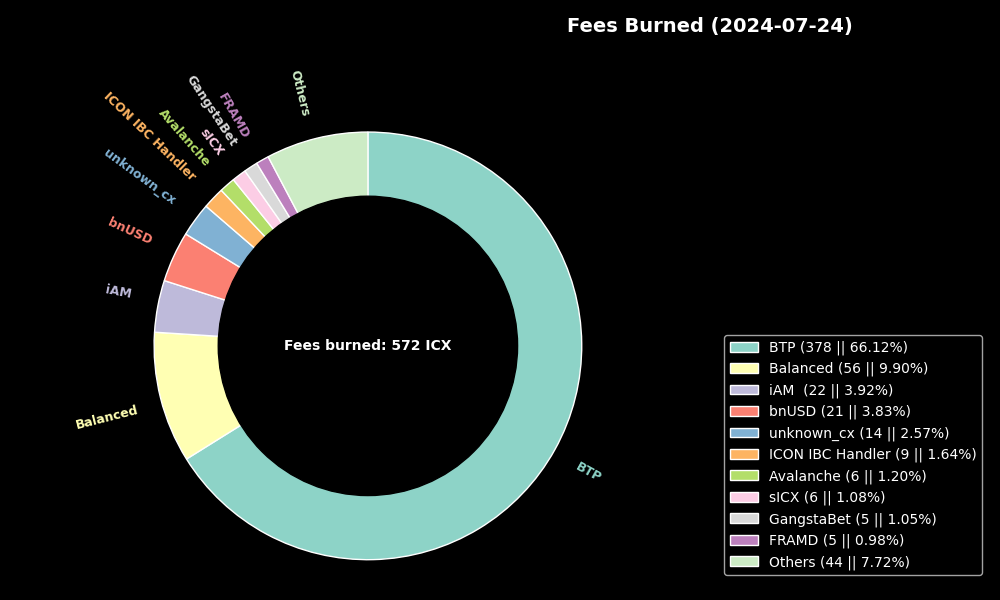 Fees Burned (2024-07-24)
Others
FRAMD
GangstaBet
sICX
Avalanche
ICON IBC Handler
unknown_cx
bnUSD
iAM
Balanced
BTP
Fees burned: 572 ICX
BTP (378 || 66.12%)
Balanced (56 || 9.90%)
iAM  (22 || 3.92%)
bnUSD (21 || 3.83%)
unknown_cx (14 || 2.57%)
ICON IBC Handler (9 || 1.64%)
Avalanche (6 || 1.20%)
sICX (6 || 1.08%)
GangstaBet (5 || 1.05%)
FRAMD (5 || 0.98%)
Others (44 || 7.72%)